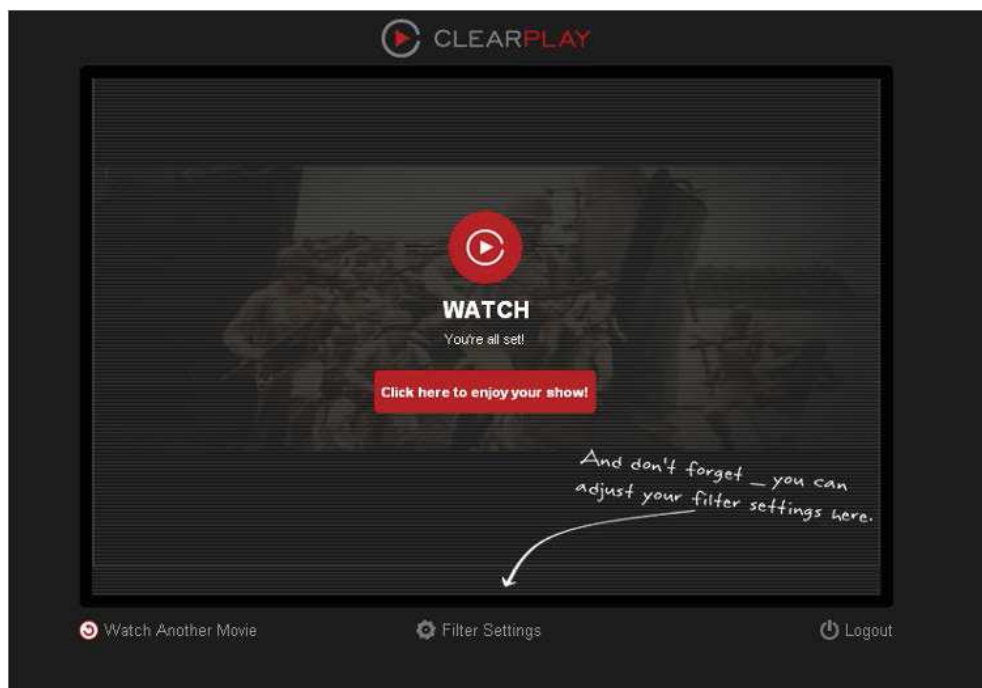 CLEARPLAY
WATCH
You're all set!
Click here to enjoy your show!
And don't forget _ you can
adjust your filter settings here.
Watch Another Movie
Filter Settings
Logout